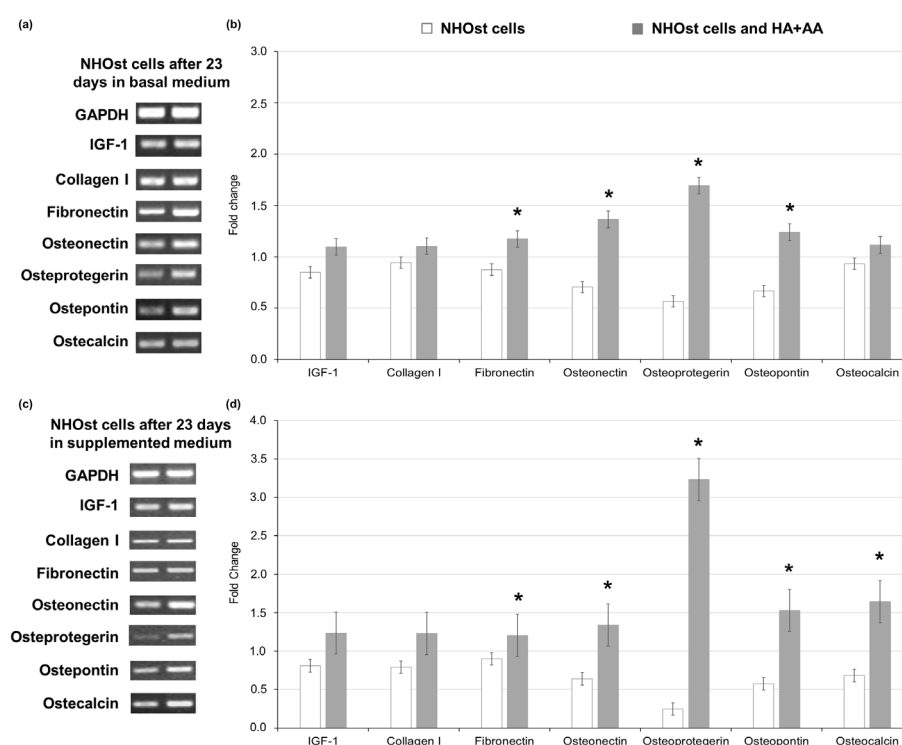 (a)
NHOst cells after 23
days in basal medium
GAPDH
IGF-1
Collagen I
Fibronectin
Osteonectin
Osteprotegerin
Ostepontin
Ostecalcin
(b)
NHOst cells
NHOst cells and HA+AA
Fold change
3.0
2.5
2.0
1.5
1.0
0.5
0.0
*
*
*
*
IGF-1 Collagen I Fibronectin Osteonectin Osteoprotegerin Osteopontin Osteocalcin
(c)
NHOst cells after 23 days
in supplemented medium
GAPDH
IGF-1
Collagen I
Fibronectin
Osteonectin
Osteprotegerin
Ostepontin
Ostecalcin
(d)
Fold Change
4.0
3.5
3.0
2.5
2.0
1.5
1.0
0.5
0.0
*
*
*
*
*
IGF-1 Collagen I Fibronectin Osteonectin Osteoprotegerin Osteopontin Osteocalcin